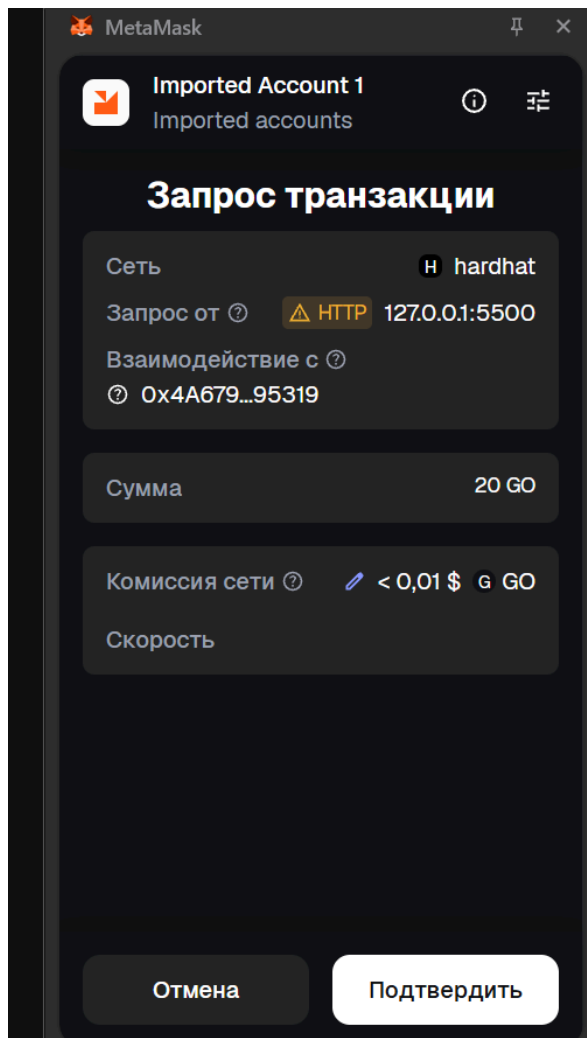 MetaMask
Imported Account 1
Imported accounts
Запрос транзакции
Сеть H hardhat
Запрос от HTTP 127.0.0.1:5500
Взаимодействие с
0x4A679...95319
Сумма 20 GO
Комиссия сети < 0,01 $ G GO
Скорость
Отмена Подтвердить